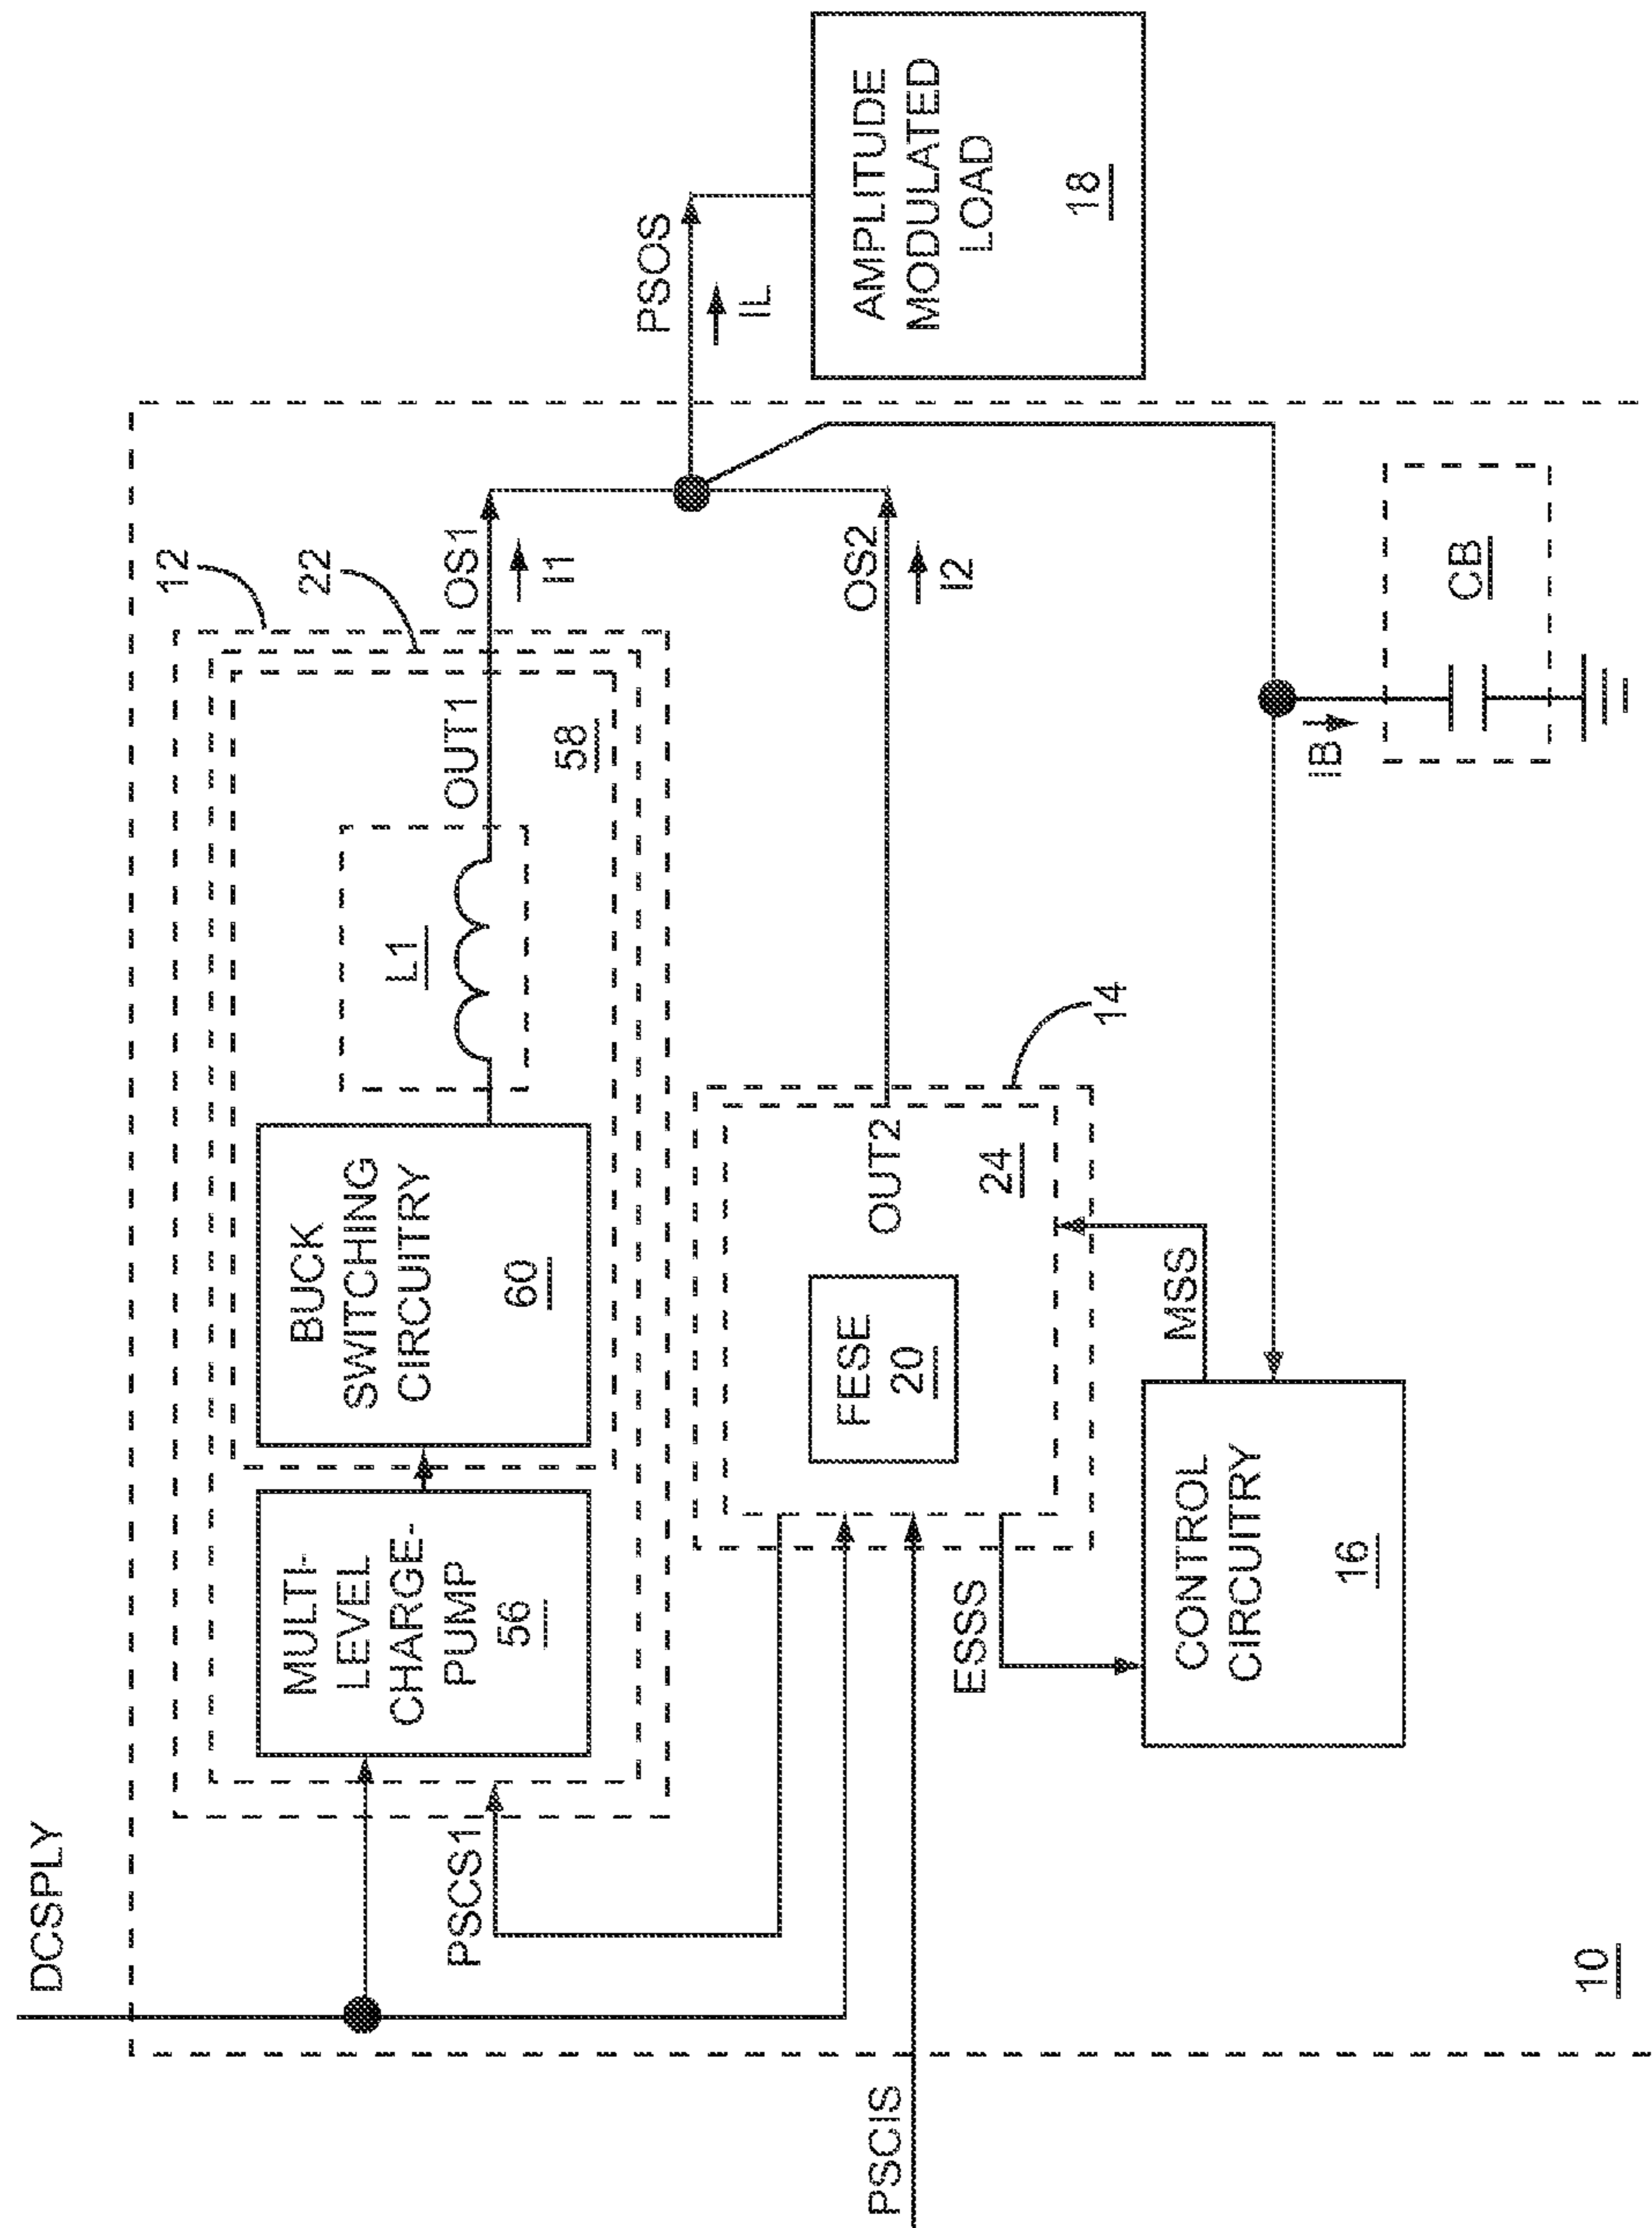 DCSPLY
12
22
MULTI-
LEVEL
CHARGE-
PUMP
56
BUCK
SWITCHING
CIRCUITRY
60
L1
58
OUT1
OS1
I1
PSCS1
PSOS
IL
AMPLITUDE
MODULATED
LOAD
18
PSCIS
FESE
20
OUT2
24
14
OS2
I2
ESSS
MSS
CONTROL
CIRCUITRY
16
IB
CB
10